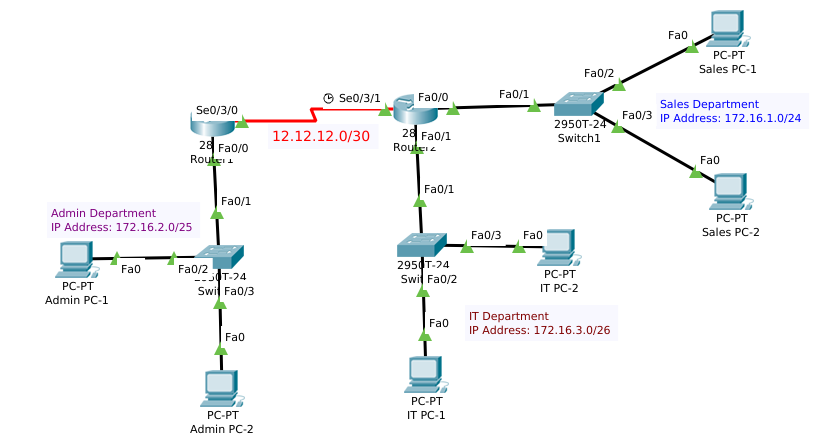 Fa0
PC-PT
Sales PC-1
Fa0/2
Se0/3/0
Se0/3/1
Fa0/0
Fa0/1
Sales Department
IP Address: 172.16.1.0/24
12.12.12.0/30
28
Router1
Fa0/0
28
Fa0/1
Router2
2950T-24
Switch1
Fa0/3
Fa0
PC-PT
Sales PC-2
Fa0/1
Fa0/1
Admin Department
IP Address: 172.16.2.0/25
Fa0
Fa0/2
PC-PT
Admin PC-1
Fa0/3
Fa0/3
Fa0
2950T-24
Fa0/2
PC-PT
IT PC-2
IT Department
IP Address: 172.16.3.0/26
Fa0
Fa0
PC-PT
Admin PC-2
PC-PT
IT PC-1